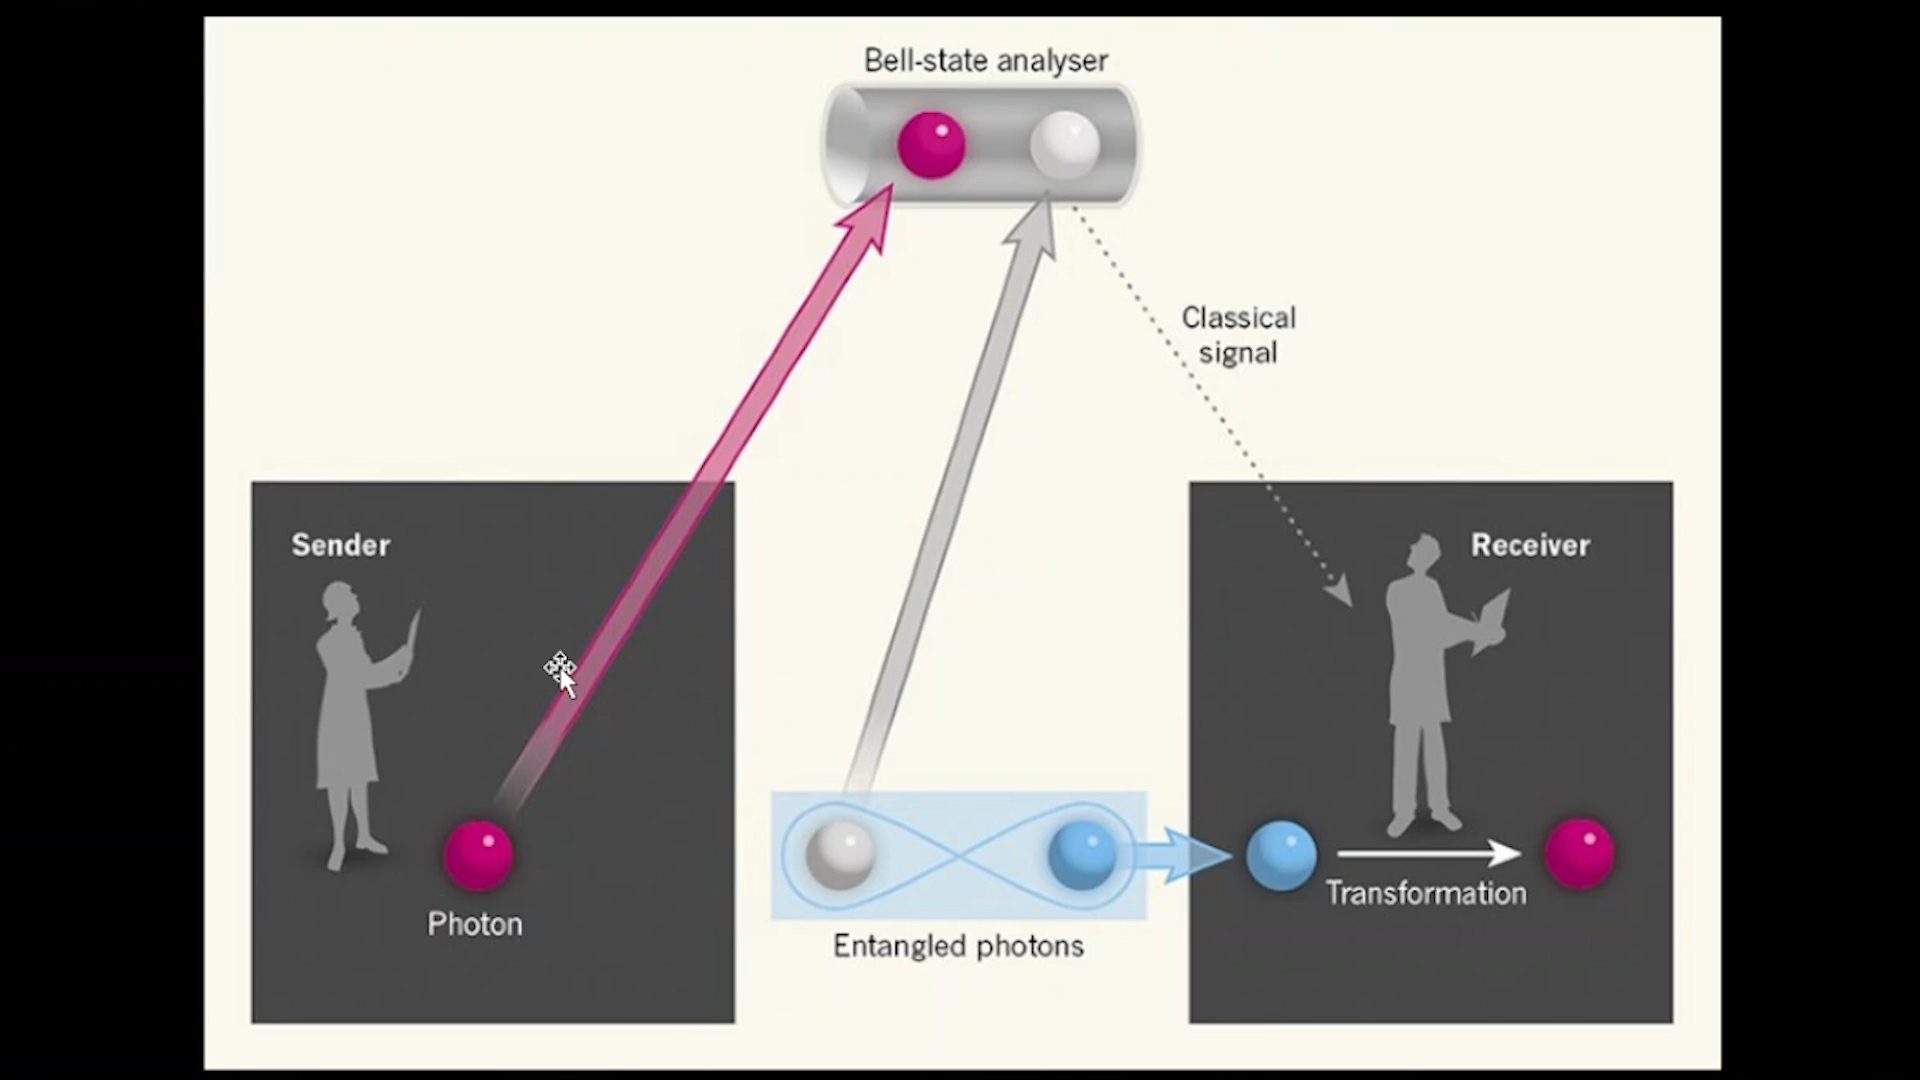 Bell-state analyser
Classical
signal
Sender
Receiver
Photon
Entangled photons
Transformation